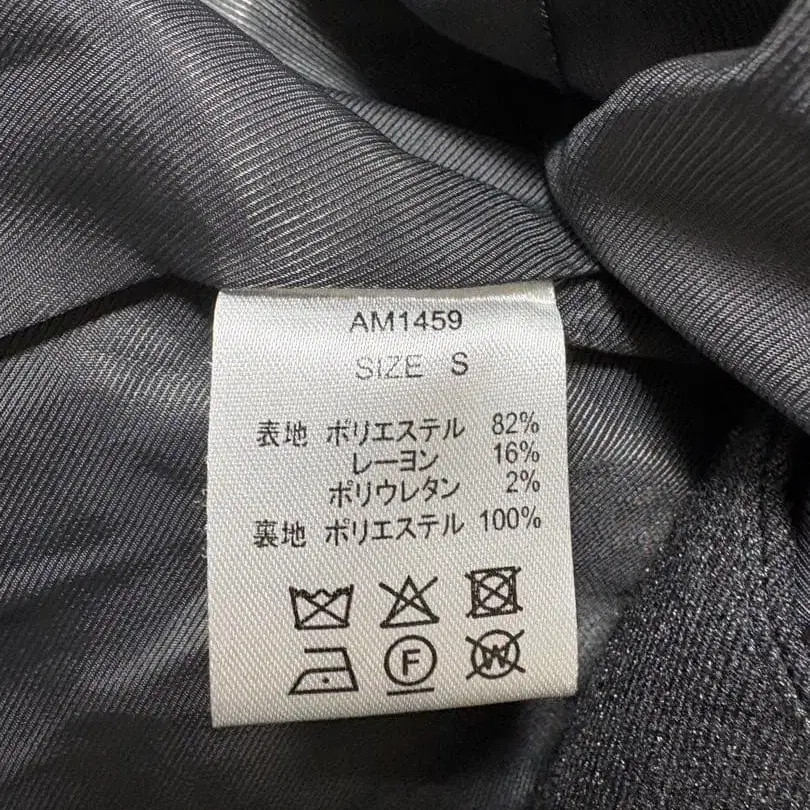 AM1459
SIZE S
表地 ポリエステル 82%
レーヨン 16%
ポリウレタン 2%
裏地 ポリエステル 100%
F W